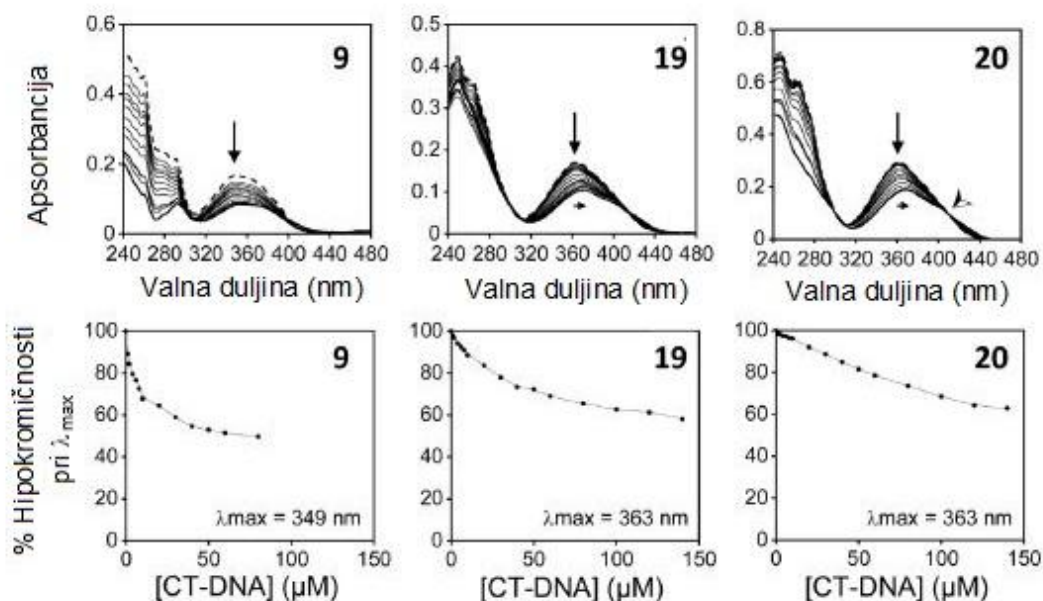 0.6
0.4
0.2
0
240 280 320 360 400 440 480
9
Apsorbancija
Valna duljina (nm)
0.5
0.4
0.3
0.2
0.1
0
240 280 320 360 400 440 480
19
Valna duljina (nm)
0.8
0.6
0.4
0.2
0
240 280 320 360 400 440 480
20
Valna duljina (nm)
100
80
60
40
20
0
0 50 100 150
9
% Hipokromičnosti
pri λmax
λmax = 349 nm
[CT-DNA] (µM)
100
80
60
40
20
0
0 50 100 150
19
λmax = 363 nm
[CT-DNA] (µM)
100
80
60
40
20
0
0 50 100 150
20
λmax = 363 nm
[CT-DNA] (µM)